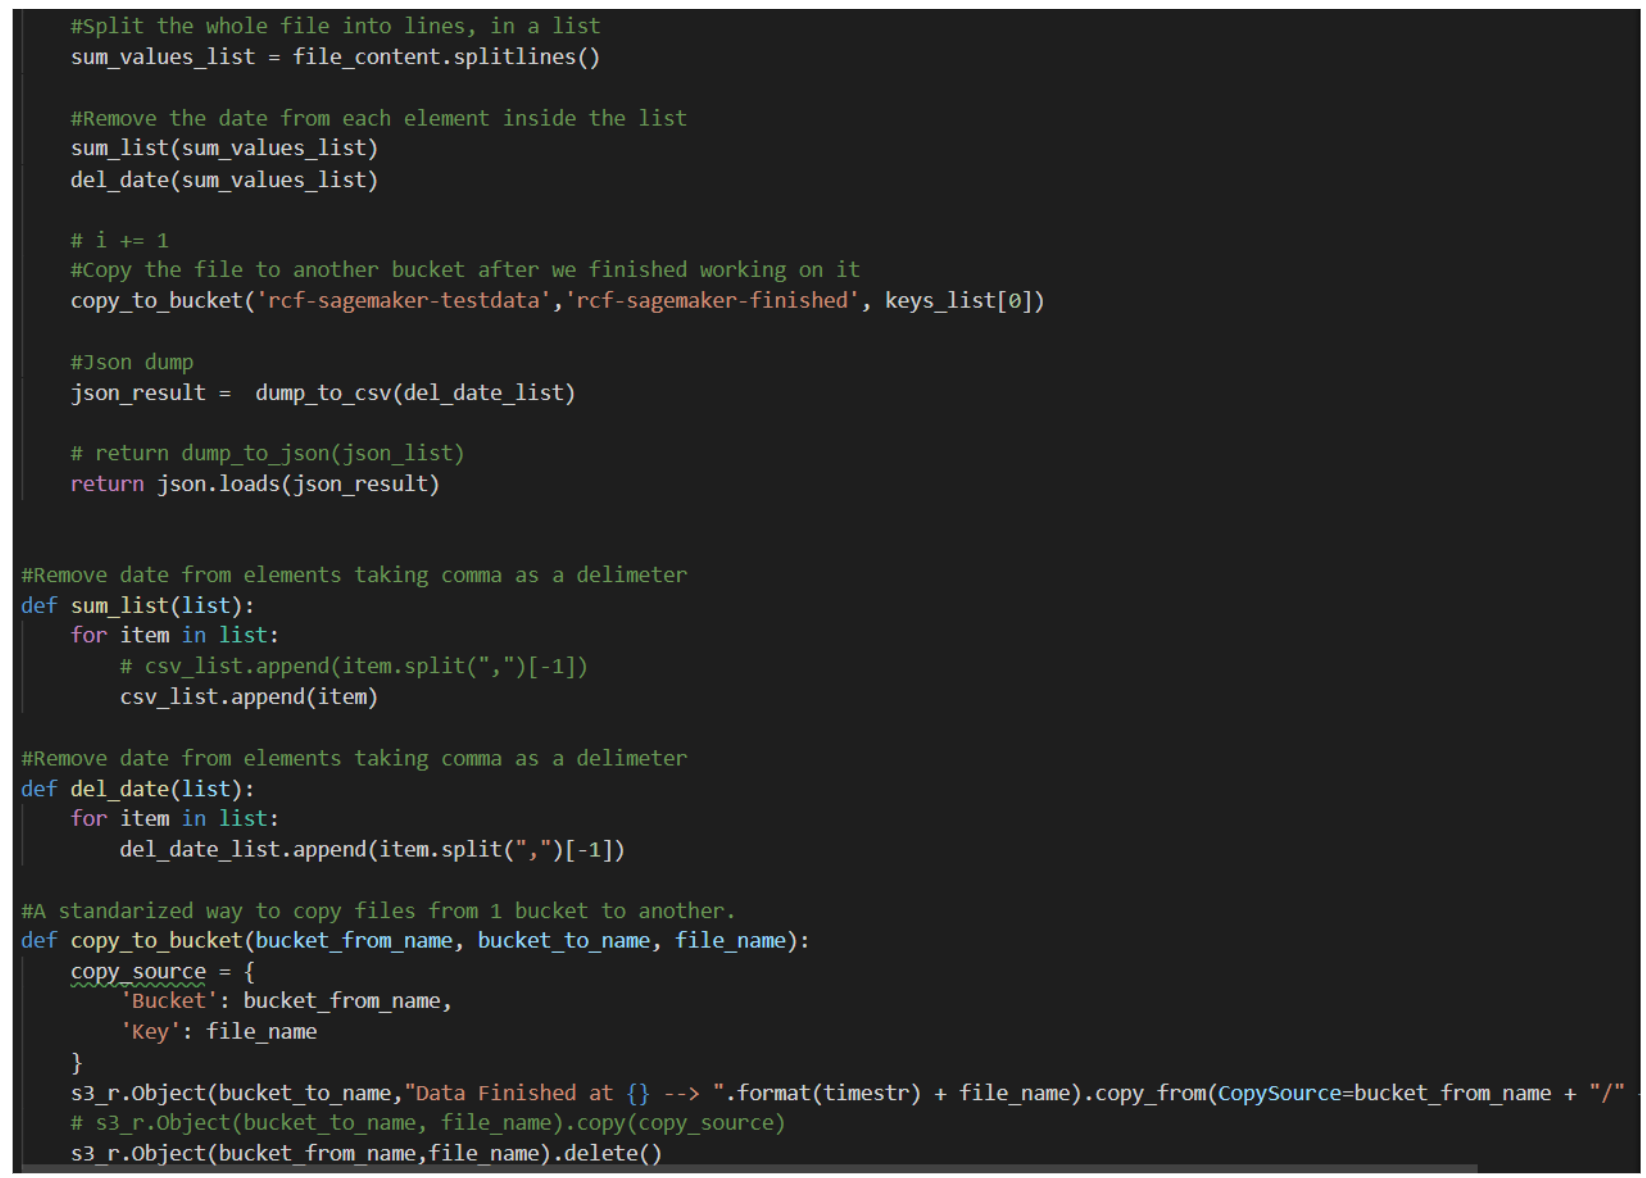 #Split the whole file into lines, in a list
sum_values_list = file_content.splitlines()
#Remove the date from each element inside the list
sum_list(sum_values_list)
del_date(sum_values_list)
# i += 1
#Copy the file to another bucket after we finished working on it
copy_to_bucket('rcf-sagemaker-testdata','rcf-sagemaker-finished', keys_list[0])
#Json dump
json_result =  dump_to_csv(del_date_list)
# return dump_to_json(json_list)
return json.loads(json_result)
#Remove date from elements taking comma as a delimeter
def sum_list(list):
for item in list:
# csv_list.append(item.split(",")[-1])
csv_list.append(item)
#Remove date from elements taking comma as a delimeter
def del_date(list):
for item in list:
del_date_list.append(item.split(",")[-1])
#A standarized way to copy files from 1 bucket to another.
def copy_to_bucket(bucket_from_name, bucket_to_name, file_name):
copy_source = {
'Bucket': bucket_from_name,
'Key': file_name
}
s3_r.Object(bucket_to_name,"Data Finished at {} --> ".format(timestr) + file_name).copy_from(CopySource=bucket_from_name + "/"
# s3_r.Object(bucket_to_name, file_name).copy(copy_source)
s3_r.Object(bucket_from_name,file_name).delete()